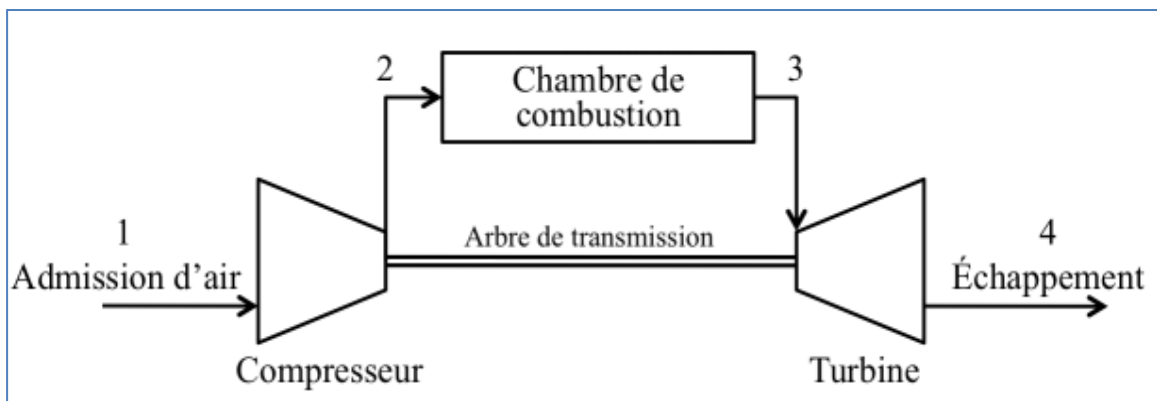 2
Chambre de
combustion
3
1
Admission d’air
Arbre de transmission
4
Échappement
Compresseur
Turbine